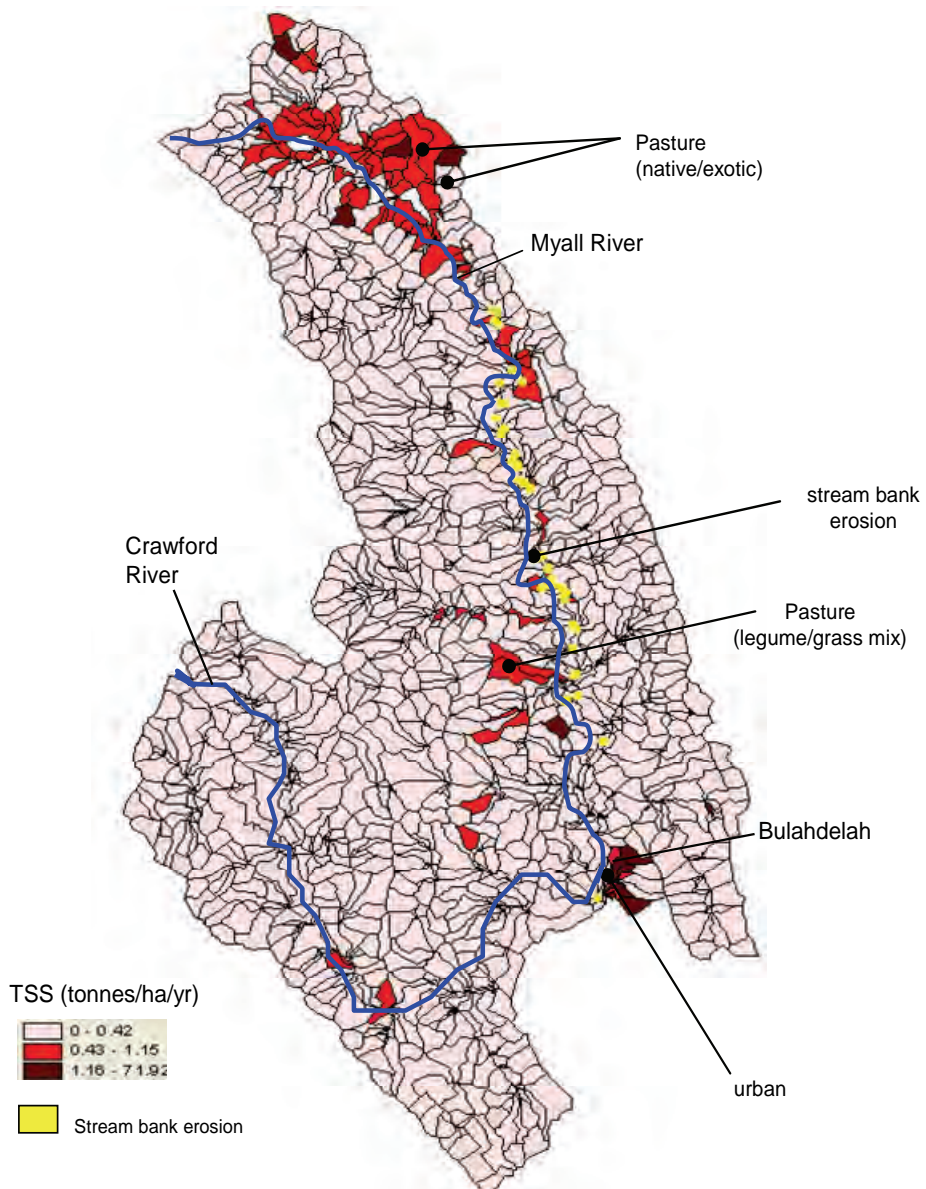 Pasture
(native/exotic)
Myall River
stream bank
erosion
Crawford
River
Pasture
(legume/grass mix)
Bulahdelah
TSS (tonnes/ha/yr)
0 - 0.42
0.43 - 1.15
1.16 - 71.92
urban
Stream bank erosion